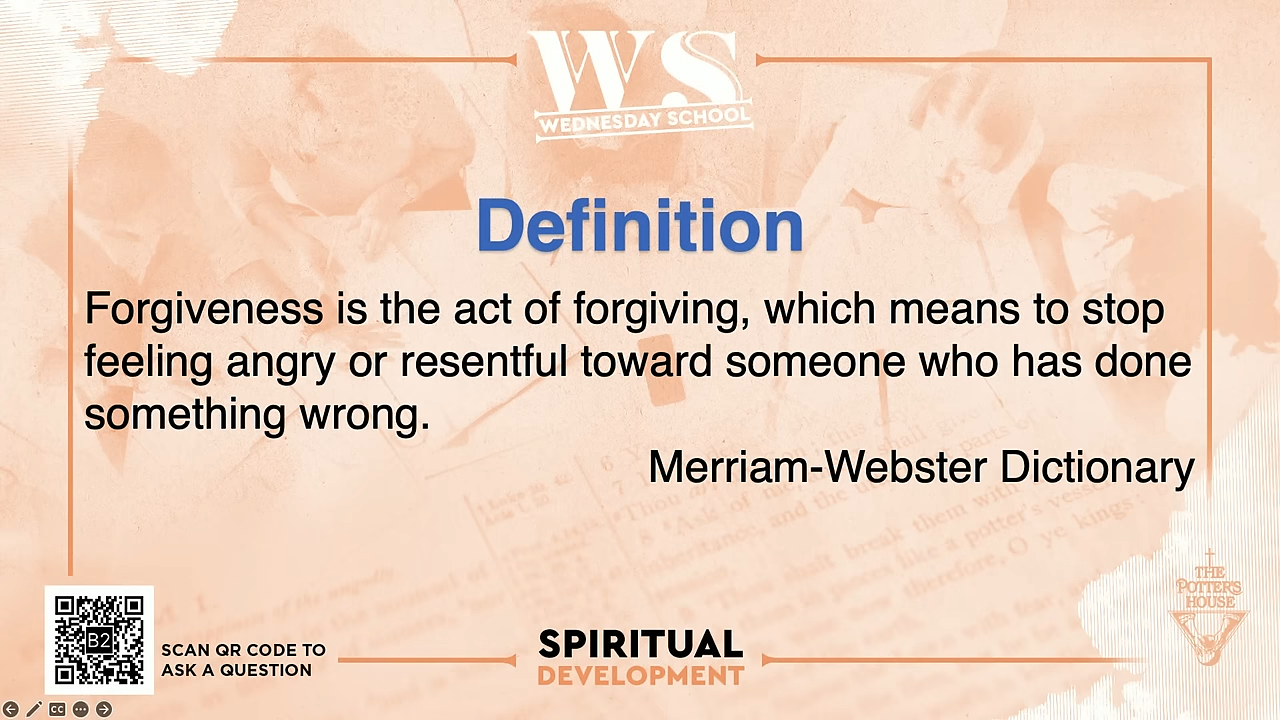 WS
WEDNESDAY SCHOOL
Definition
Forgiveness is the act of forgiving, which means to stop
feeling angry or resentful toward someone who has done
something wrong.
Merriam-Webster Dictionary
THE
POTTER'S
HOUSE
B2
SCAN QR CODE TO
ASK A QUESTION
SPIRITUAL
DEVELOPMENT
CC